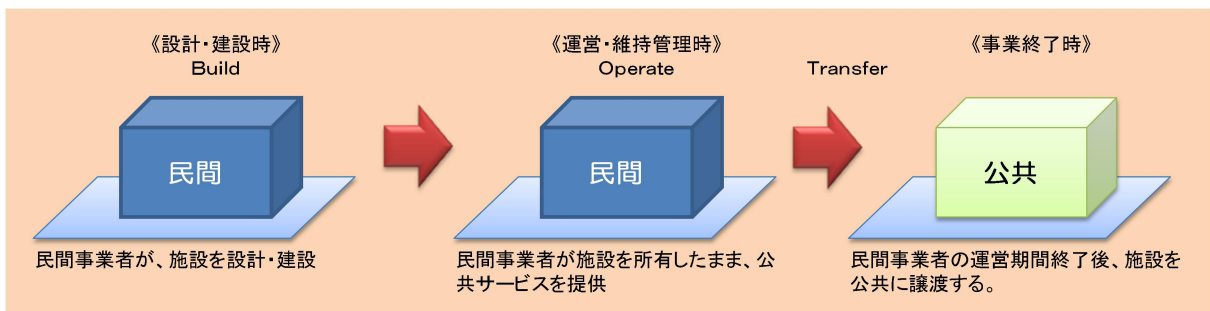 《設計・建設時》
Build
民間
民間事業者が、施設を設計・建設
《運営・維持管理時》
Operate
民間
民間事業者が施設を所有したまま、公
共サービスを提供
Transfer
《事業終了時》
公共
民間事業者の運営期間終了後、施設を
公共に譲渡する。